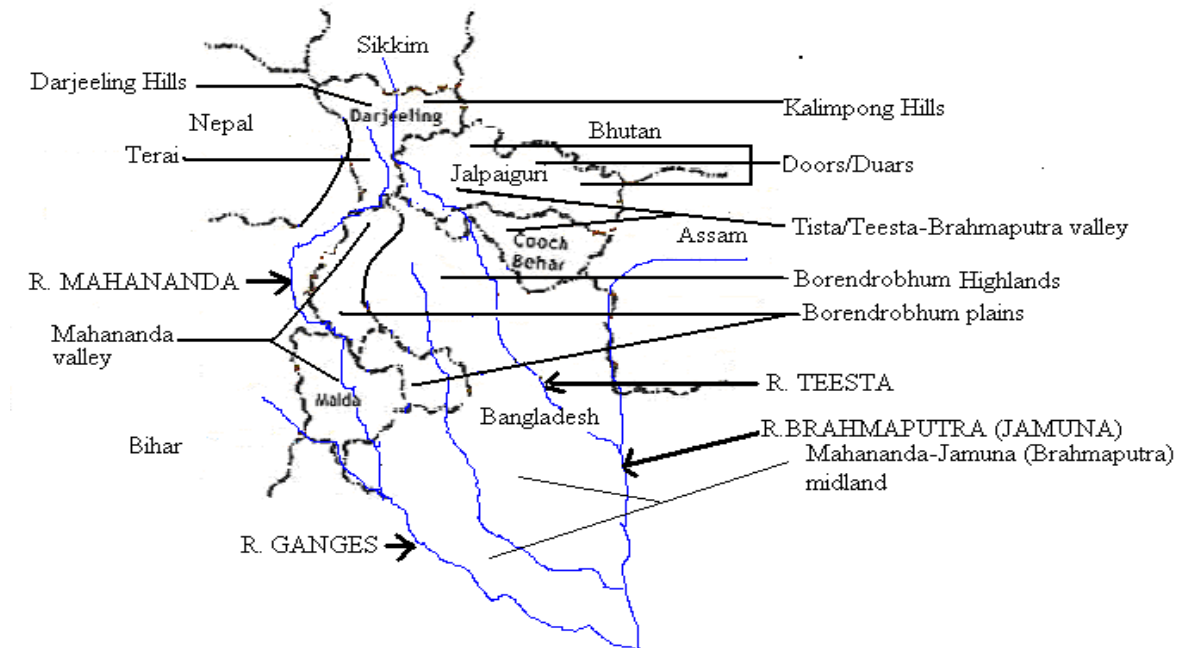 Sikkim
Darjeeling Hills
Kalimpong Hills
Darjeeling
Nepal
Bhutan
Terai
Doors/Duars
Jalpaiguri
Tista/Teesta-Brahmaputra valley
Assam
Cooch
Behar
R. MAHANANDA
Borendrobhum Highlands
Borendrobhum plains
Mahananda
valley
R. TEESTA
Malda
Bangladesh
R.BRAHMAPUTRA (JAMUNA)
Bihar
Mahananda-Jamuna (Brahmaputra)
midland
R. GANGES